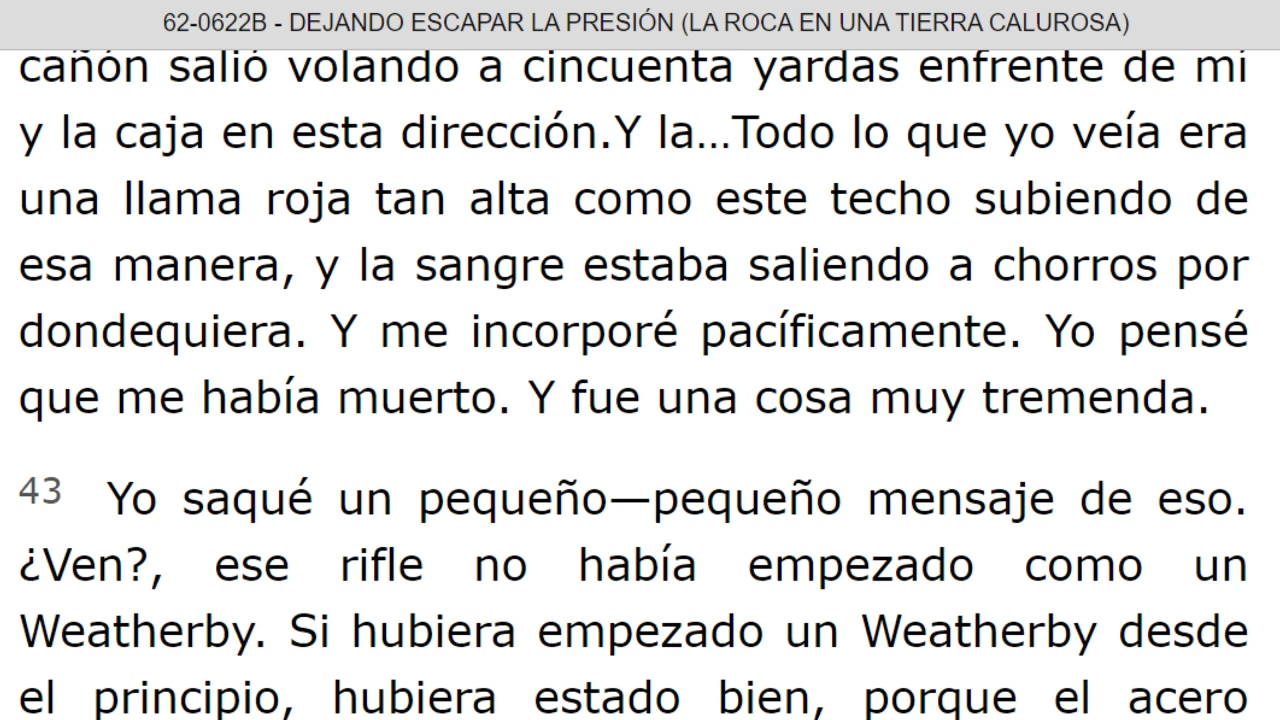 62-0622B - DEJANDO ESCAPAR LA PRESIÓN (LA ROCA EN UNA TIERRA CALUROSA)
cañón salió volando a cincuenta yardas enfrente de mí
y la caja en esta dirección.Y la...Todo lo que yo veía era
una llama roja tan alta como este techo subiendo de
esa manera, y la sangre estaba saliendo a chorros por
dondequiera. Y me incorporé pacíficamente. Yo pensé
que me había muerto. Y fue una cosa muy tremenda.
43 Yo saqué un pequeño—pequeño mensaje de eso.
¿Ven?, ese rifle no había empezado como un
Weatherby. Si hubiera empezado un Weatherby desde
el principio, hubiera estado bien, porque el acero